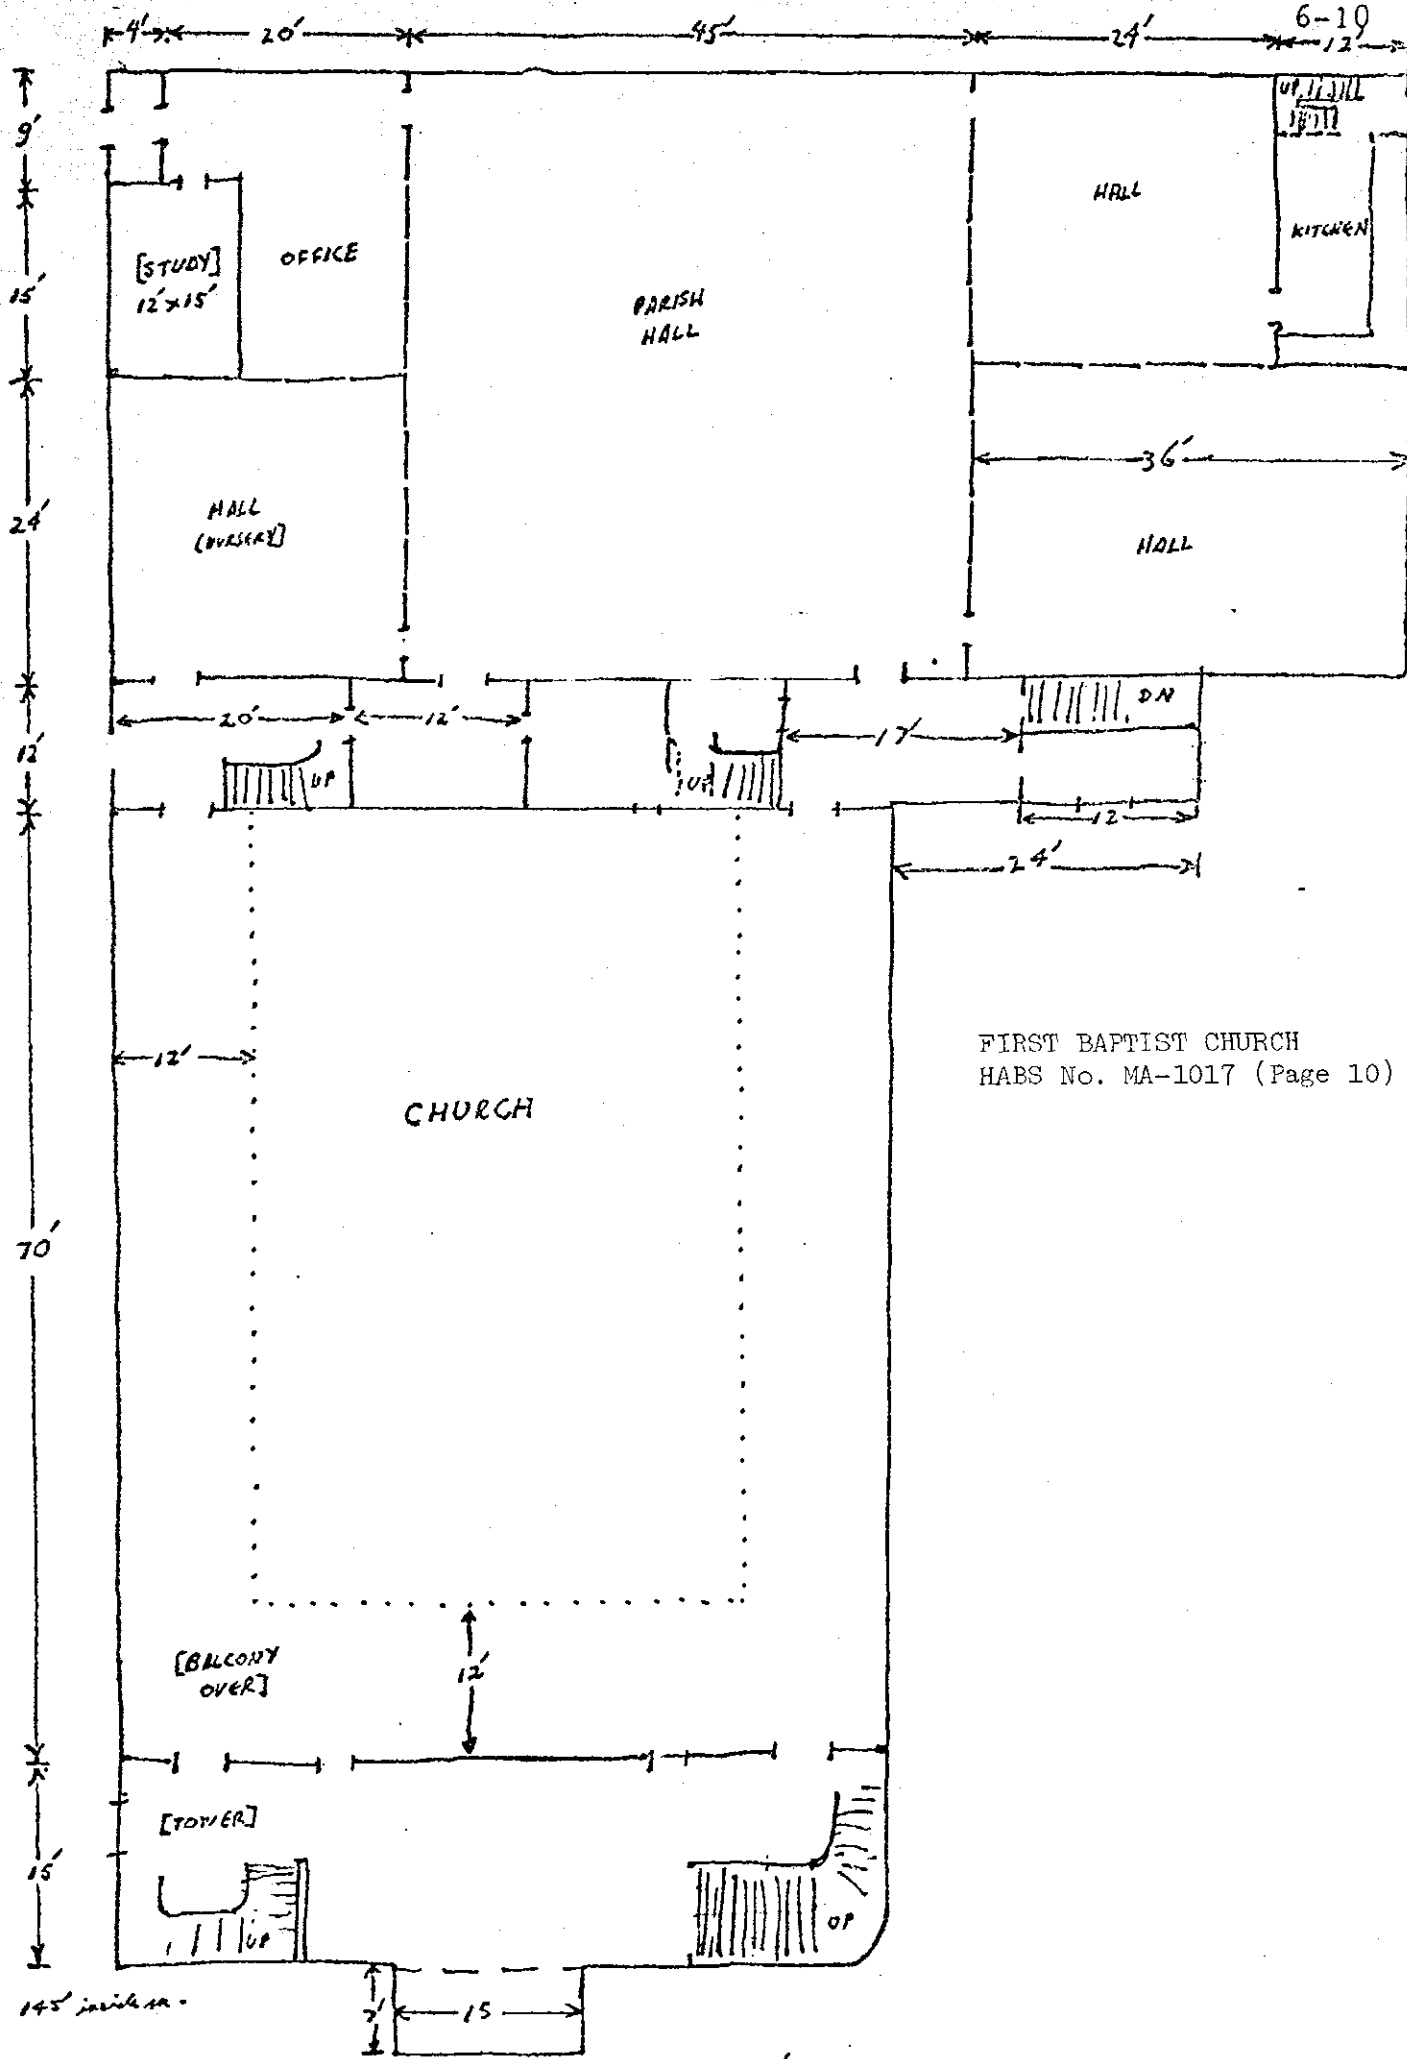 6-10
4' 20' 45' 24' 12'
9'
UP
HALL
KITCHEN
[STUDY]
12'x15'
OFFICE
15'
PARISH
HALL
36'
24'
HALL
[NURSERY]
HALL
DN
20' 12' 17'
12'
UP
UP
12
24'
FIRST BAPTIST CHURCH
HABS No. MA-1017 (Page 10)
12'
CHURCH
70'
[BALCONY
OVER]
12'
[TOWER]
15'
UP
UP
145'
15